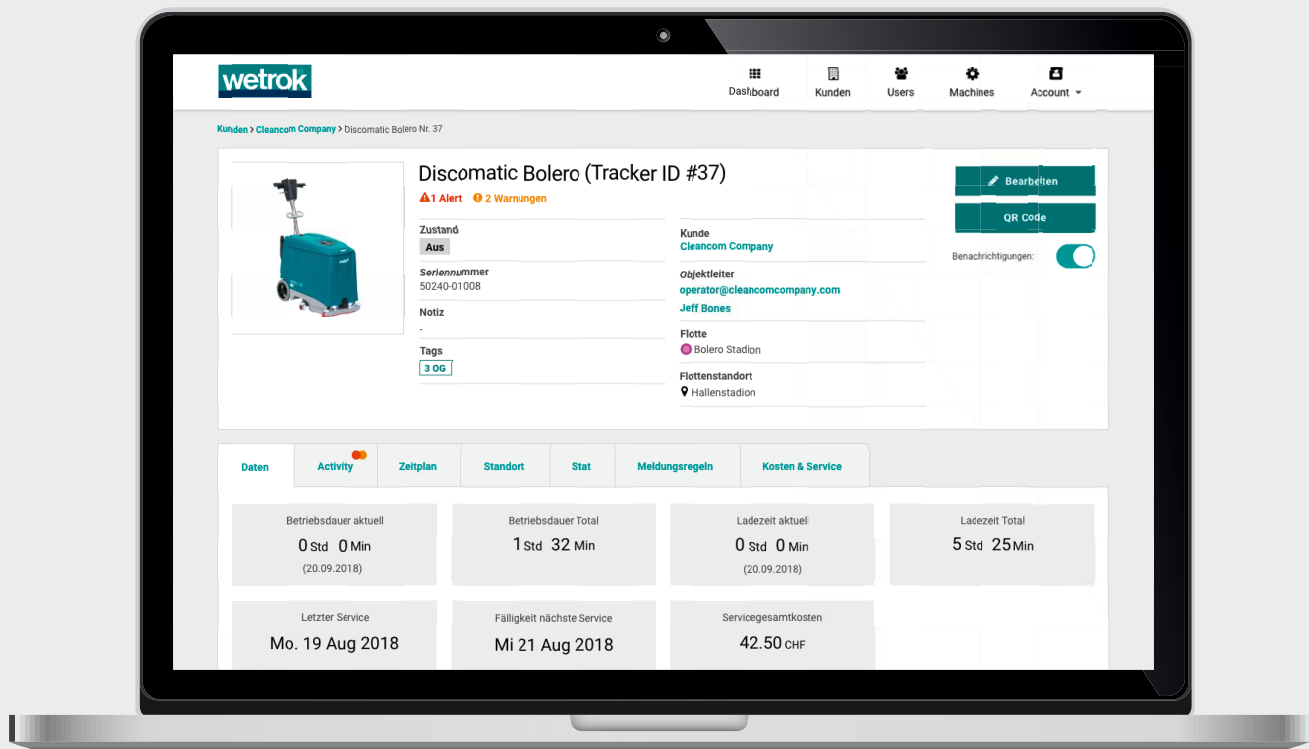 wetrok
Dashboard
Kunden
Users
Machines
Account
Kunden > Cleancom Company > Discomatic Bolero Nr. 37
Discomatic Bolero (Tracker ID #37)
1 Alert 2 Warnungen
Zustand
Aus
Seriennummer
50240-01008
Notiz
-
Tags
3 OG
Kunde
Cleancom Company
Objektleiter
operator@cleancomcompany.com
Jeff Bones
Flotte
Bolero Stadion
Flottenstandort
Hallenstadion
Bearbeiten
QR Code
Benachrichtigungen:
Daten
Activity
Zeitplan
Standort
Stat
Meldungsregeln
Kosten & Service
Betriebsdauer aktuell
0 Std 0 Min
(20.09.2018)
Betriebsdauer Total
1 Std 32 Min
Ladezeit aktuell
0 Std 0 Min
(20.09.2018)
Ladezeit Total
5 Std 25 Min
Letzter Service
Mo. 19 Aug 2018
Fälligkeit nächste Service
Mi 21 Aug 2018
Servicegesamtkosten
42.50 CHF